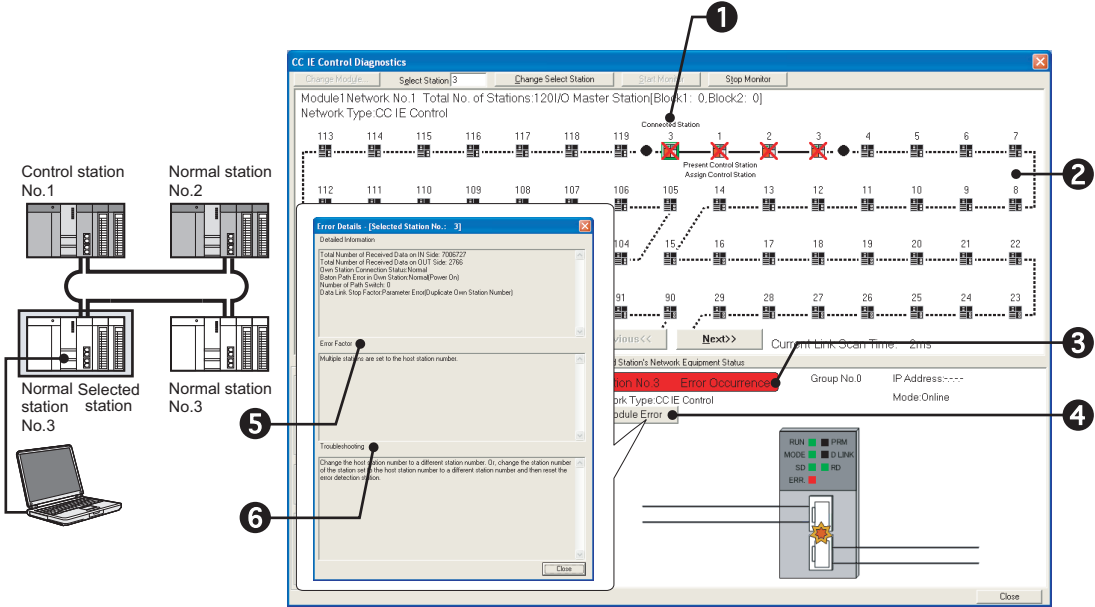 ❶
CC IE Control Diagnostics
Change Module... Select Station 3 Change Select Station Start Monitor Stop Monitor
Module1 Network No.1 Total No. of Stations:120 I/O Master Station[Block1: 0,Block2: 0]
Network Type:CC IE Control
Connected Station
113 114 115 116 117 118 119 3 1 2 3 4 5 6 7
Present Control Station
Assign Control Station
❷
112 111 110 109 108 107 106 105 14 13 12 11 10 9 8
104 15 16 17 18 19 20 21 22
91 90 29 28 27 26 25 24 23
vious<< Next>>
Current Link Scan Time: 2ms
❸
d Station's Network Equipment Status
tion No.3 Error Occurrence
Group No.0 IP Address:-.-.-.-
ork Type:CC IE Control
Mode:Online
odule Error
❹
RUN PRM
MODE D LINK
SD RD
ERR.
Close
Control station
No.1
Normal station
No.2
Normal
station
No.3
Selected
station
Normal station
No.3
Error Details - [Selected Station No.: 3]
Detailed Information
Total Number of Received Data on IN Side: 7006727
Total Number of Received Data on OUT Side: 2766
Own Station Connection Status:Normal
Baton Path Error in Own Station:Normal(Power On)
Number of Path Switch: 0
Data Link Stop Factor:Parameter Error(Duplicate Own Station Number)
Error Factor
❺
Multiple stations are set to the host station number.
Troubleshooting
❻
Change the host station number to a different station number. Or, change the station number
of the station set to the host station number to a different station number and then reset the
error detection station.
Close